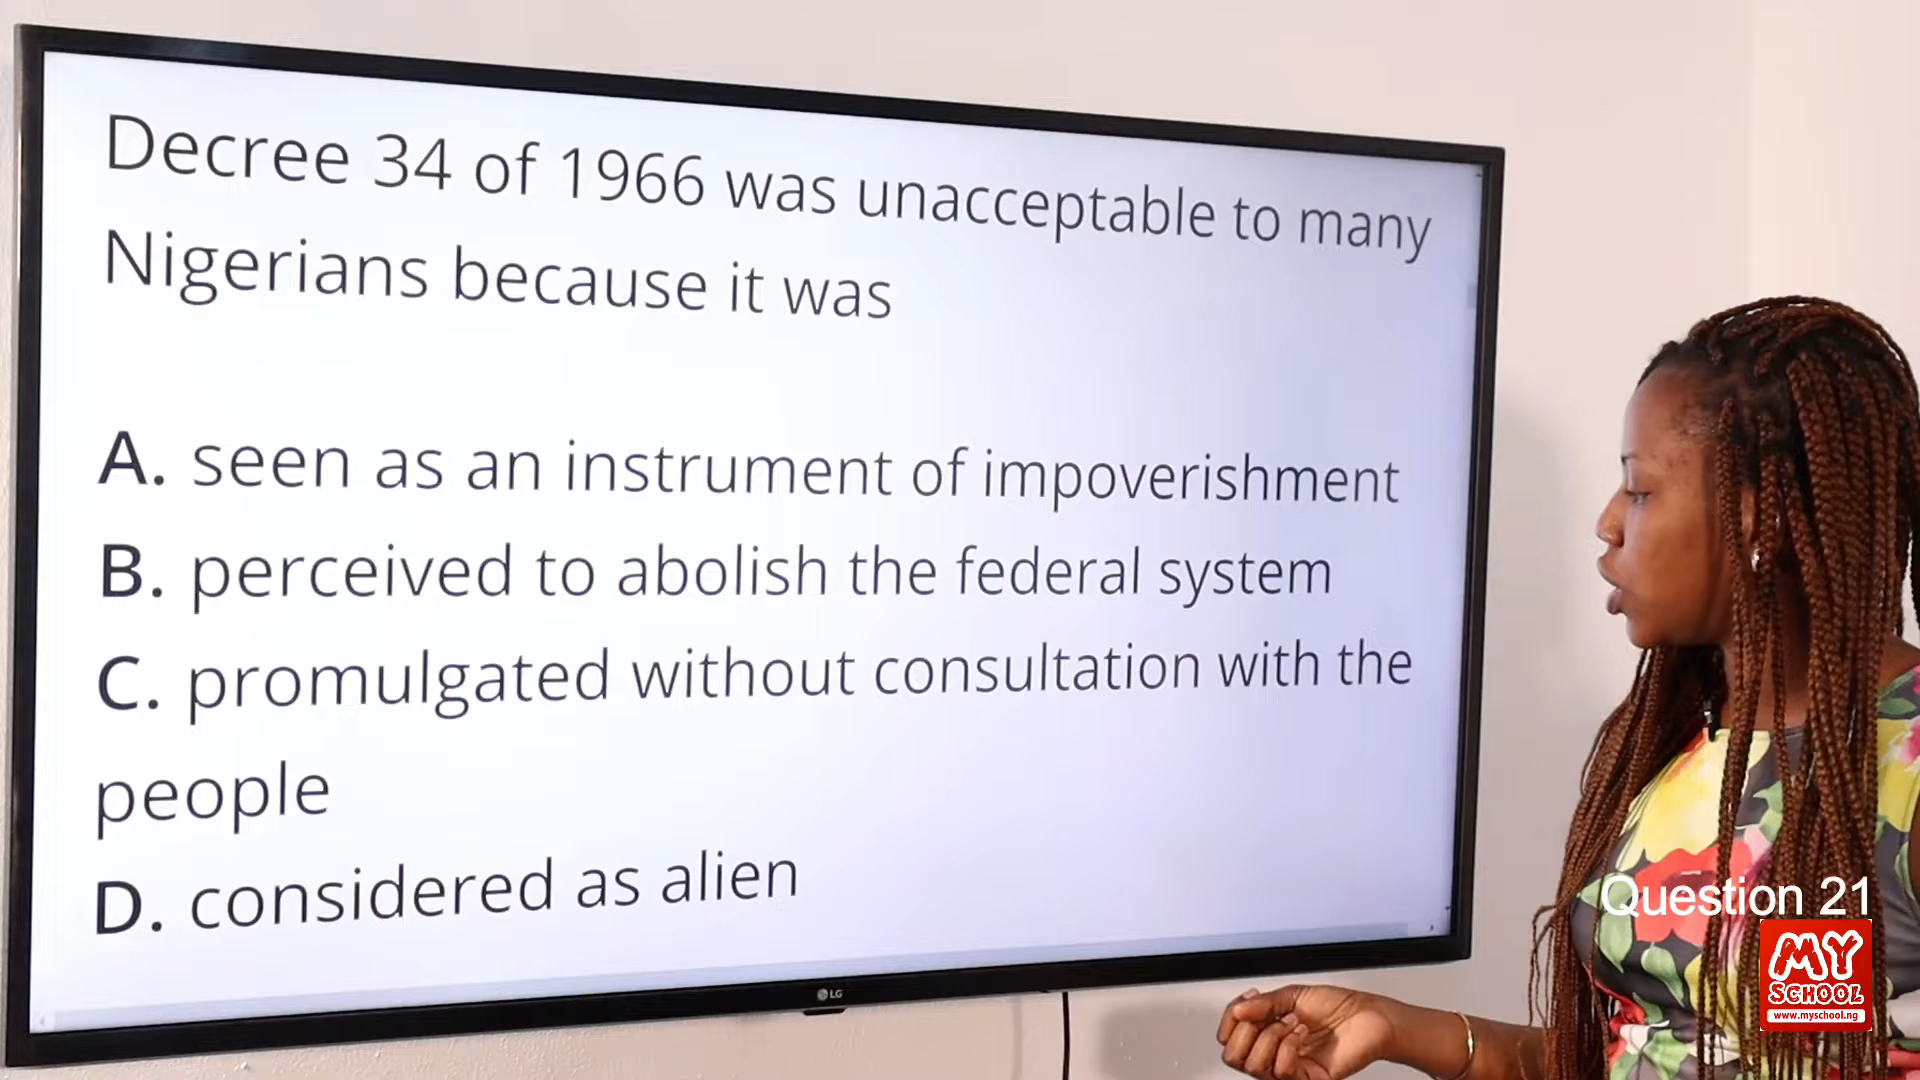 Decree 34 of 1966 was unacceptable to many
Nigerians because it was
A. seen as an instrument of impoverishment
B. perceived to abolish the federal system
C. promulgated without consultation with the
people
D. considered as alien
LG
Question 21
MY
SCHOOL
www.myschool.ng